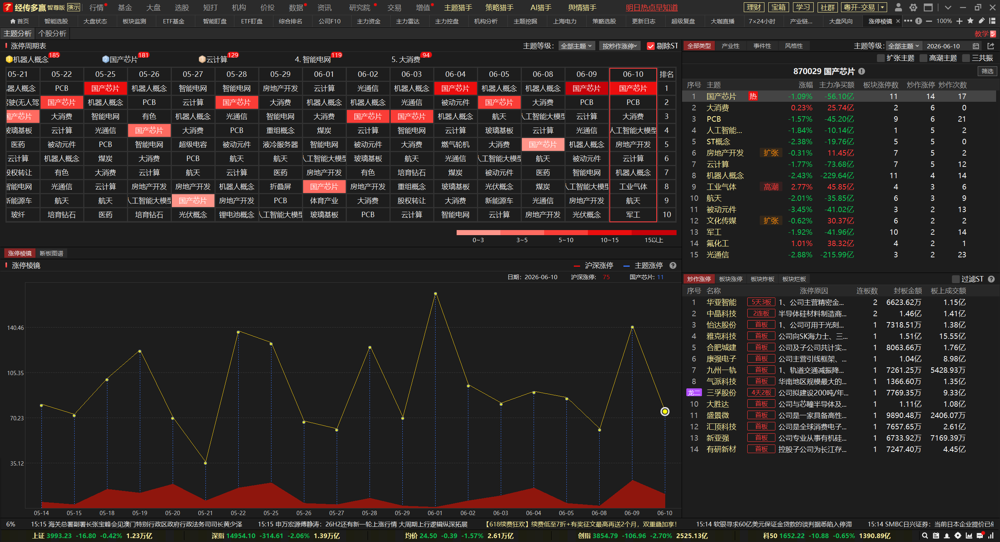 经传多赢 智尊版 演示 行情 基金 大盘 选股 短打 机构 价投 数据 资讯 研究院 交易 增值 主题猎手 策略猎手 AI猎手 舆情猎手 明日热点早知道 理财 宝箱 学习 社群 粤开-交易
首页 智能选股 大盘状态 板块监测 ETF基金 智能盯盘 ETF盯盘 综合排名 公司F10 主力资金 主力雷达 主力控盘 机构分析 主题挖掘 上海电力 策略选股 更新日志 超级复盘 大咖直播 7×24小时 产业链... 大盘风向 涨停棱镜 100%
主题分析 个股分析 教学
涨停周期表 主题等级: 全部主题 按炒作涨停 剔除ST
1 机器人概念 185 2 国产芯片 181 3 云计算 129 4. 智能电网 119 5. 大消费 94
05-21 05-22 05-25 05-26 05-27 05-28 05-29 06-01 06-02 06-03 06-04 06-05 06-08 06-09 06-10 排名
器人概念 PCB 国产芯片 机器人概念 智能电网 智能电网 房地产开发 云计算 光通信 机器人概念 国产芯片 机器人概念 机器人概念 国产芯片 国产芯片 1
驾驶(无人驾 国产芯片 机器人概念 PCB 云计算 国产芯片 大消费 机器人概念 机器人概念 光通信 被动元件 国产芯片 大消费 PCB PCB 2
国产芯片 大消费 智能电网 有色 机器人概念 光通信 智能电网 大消费 国产芯片 国产芯片 机器人概念 航天 人工智能大模型 云计算 大消费 3
玻璃基板 云计算 光通信 国产芯片 大消费 PCB 重组概念 煤炭 云计算 智能电网 云计算 玻璃基板 云计算 光通信 人工智能大模型 4
医药 被动元件 PCB 智能电网 超级电容 被动元件 液冷服务器 智能电网 被动元件 大消费 燃气轮机 大消费 国产芯片 机器人概念 房地产开发 5
云计算 机器人概念 煤炭 大消费 PCB 航天 航天 人工智能大模型 玻璃基板 航天 光通信 人工智能大模型 航天 被动元件 云计算 6
股权转让 有色 大消费 云计算 航天 云计算 医药 房地产开发 有色 培育钻石 煤炭 被动元件 医药 智能电网 机器人概念 7
智能电网 光通信 云计算 房地产开发 房地产开发 机器人概念 折叠屏 国产芯片 房地产开发 重组概念 玻璃基板 光伏概念 煤炭 人工智能大模型 工业气体 8
新能源车 航天 航天 人工智能大模型 国产芯片 房地产开发 PCB 体育产业 大消费 股权转让 大消费 新能源车 光通信 房地产开发 航天 9
玻纤 培育钻石 医药 培育钻石 光伏概念 锂电池概念 人工智能大模型 玻璃基板 PCB 云计算 智能电网 云计算 房地产开发 光伏概念 军工 10
0~3 3~5 5~10 10~15 15以上
涨停棱镜 断板图谱
涨停棱镜 沪深涨停 主题涨停
日期: 2026-06-10 沪深涨停: 75 国产芯片: 11
140.46
105.35
70.23
35.12
05-14 05-15 05-18 05-19 05-20 05-21 05-22 05-25 05-26 05-27 05-28 05-29 06-01 06-02 06-03 06-04 06-05 06-08 06-09 06-10
全部类型 产业性 事件性 风格性 主题等级: 全部主题 2026-06-10
扩张主题 高潮主题 三共振
870029 国产芯片 筛选
序号 主题 涨幅 主力净买额 板块涨停数 炒作涨停 炒作次数
1 国产芯片 热 -1.09% -56.10亿 11 14 17
2 大消费 0.23% 25.74亿 2 6 0
3 PCB -1.57% -45.20亿 9 6 21
4 人工智能... -1.84% -10.14亿 1 5 2
5 ST概念 -2.38% -19.76亿 5 5 0
6 房地产开发 扩张 -0.31% 11.45亿 7 5 2
7 云计算 -1.77% -73.68亿 7 5 12
8 机器人概念 -2.43% -229.64亿 11 4 14
9 工业气体 高潮 2.77% 45.85亿 4 3 6
10 航天 -2.01% -35.85亿 6 3 9
11 被动元件 -3.45% -41.02亿 3 2 13
12 文化传媒 扩张 -0.62% 30.37亿 6 2 2
13 军工 -1.92% -41.96亿 10 2 14
14 氟化工 1.01% 38.32亿 4 2 1
15 光通信 -2.88% -215.99亿 3 2 23
炒作涨停 板块涨停 板块炸板 板块烂板 过滤ST
序号 名称 涨停原因 连板数 封板金额 板上成交额
1 华亚智能 5天3板 1、公司主营精密金... 2 6623.62万 1.15亿
2 中晶科技 2连板 半导体硅材料制造商... 2 1.46亿 1.41亿
3 怡达股份 首板 1、公司可用于光刻... 1 7318.51万 1.38亿
4 雅克科技 首板 公司向SK海力士、三... 1 1.51亿 15.55亿
5 合肥城建 首板 公司及子公司共计实... 1 8063.66万 1.76亿
6 康强电子 首板 公司主营引线框架、... 1 1.04亿 8.98亿
7 九州一轨 首板 1、轨道交通减振降... 1 7261.25万 5428.93万
8 气派科技 首板 华南地区规模最大的... 1 1366.60万 1.35亿
龙二 三孚股份 4天2板 公司拟建设200吨/年... 1 7769.35万 9.33亿
10 大胜达 首板 公司与芯瞳半导体及... 1 1.11亿 1.08亿
11 盛景微 首板 公司是一家具备高性... 1 9890.48万 2406.07万
12 汇顶科技 首板 公司是全球消费电子... 1 7657.65万 2.61亿
13 新亚强 首板 公司专业从事有机硅... 1 6733.92万 7169.39万
14 有研新材 首板 控股子公司为长江存... 1 7247.40万 4.45亿
6% 15:15 海关总署副署长张宝峰会见澳门特别行政区政府行政法务司司长黄少泽 15:15 申万宏源傅静涛：26H2还有新一轮上涨行情 大周期上行逻辑纵深拓展 【618续费狂欢】续费低至7折+有奖征文最高再送2个月，双重叠加享！ 15:14 软银寻求60亿美元保证金贷款的谈判据悉陷入停滞 15:14 SMBC日兴证券：当前日本企业提价已
上证 3993.23 -16.80 -0.42% 1.23万亿 深指 14954.10 -314.61 -2.06% 1.39万亿 均价 24.50 -0.39 -1.57% 2.61万亿 创指 3854.79 -106.96 -2.70% 2525.13亿 科50 1652.22 -10.88 -0.65% 1390.89亿